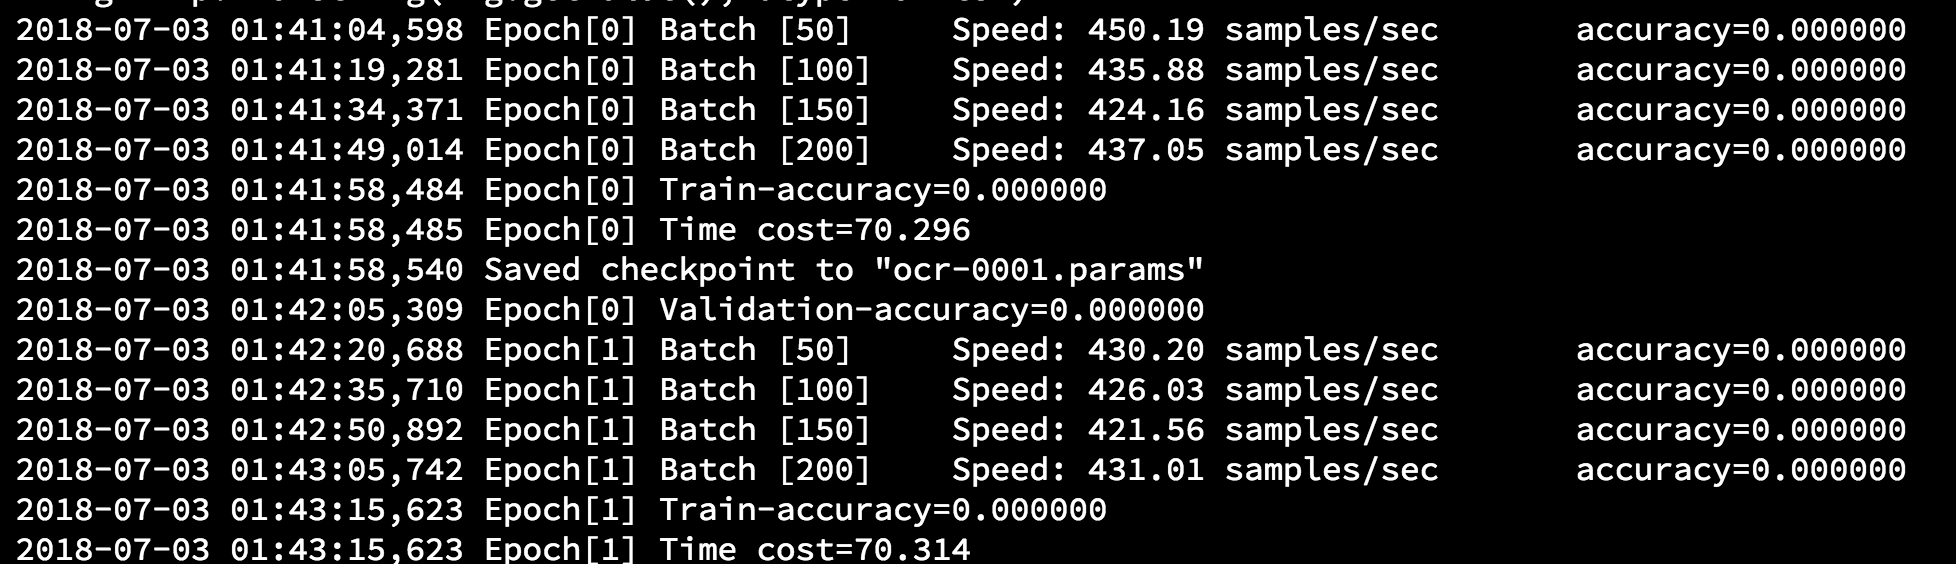 2018-07-03 01:41:04,598 Epoch[0] Batch [50] Speed: 450.19 samples/sec accuracy=0.000000
2018-07-03 01:41:19,281 Epoch[0] Batch [100] Speed: 435.88 samples/sec accuracy=0.000000
2018-07-03 01:41:34,371 Epoch[0] Batch [150] Speed: 424.16 samples/sec accuracy=0.000000
2018-07-03 01:41:49,014 Epoch[0] Batch [200] Speed: 437.05 samples/sec accuracy=0.000000
2018-07-03 01:41:58,484 Epoch[0] Train-accuracy=0.000000
2018-07-03 01:41:58,485 Epoch[0] Time cost=70.296
2018-07-03 01:41:58,540 Saved checkpoint to "ocr-0001.params"
2018-07-03 01:42:05,309 Epoch[0] Validation-accuracy=0.000000
2018-07-03 01:42:20,688 Epoch[1] Batch [50] Speed: 430.20 samples/sec accuracy=0.000000
2018-07-03 01:42:35,710 Epoch[1] Batch [100] Speed: 426.03 samples/sec accuracy=0.000000
2018-07-03 01:42:50,892 Epoch[1] Batch [150] Speed: 421.56 samples/sec accuracy=0.000000
2018-07-03 01:43:05,742 Epoch[1] Batch [200] Speed: 431.01 samples/sec accuracy=0.000000
2018-07-03 01:43:15,623 Epoch[1] Train-accuracy=0.000000
2018-07-03 01:43:15,623 Epoch[1] Time cost=70.314